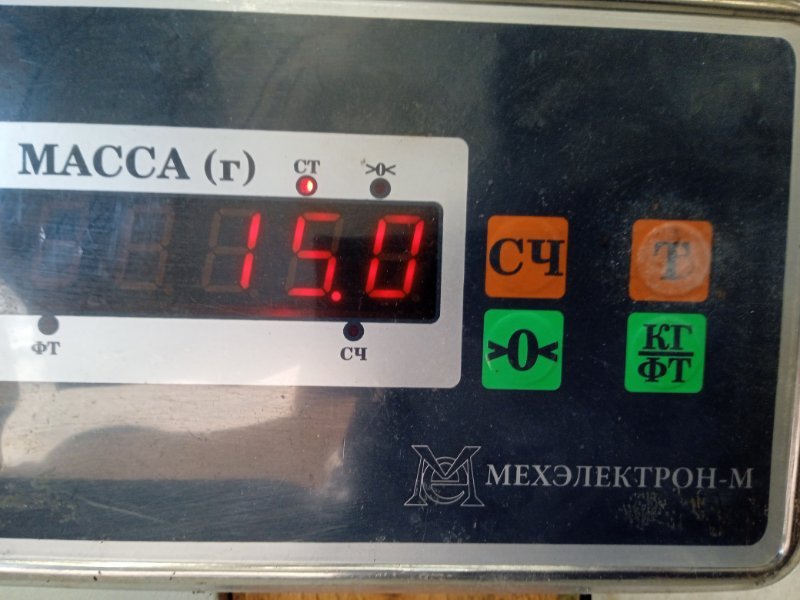 МАССА (г)
СТ
>0<
15.0
ФТ
СЧ
СЧ
Т
>0<
КГ
ФТ
МЕХЭЛЕКТРОН-М